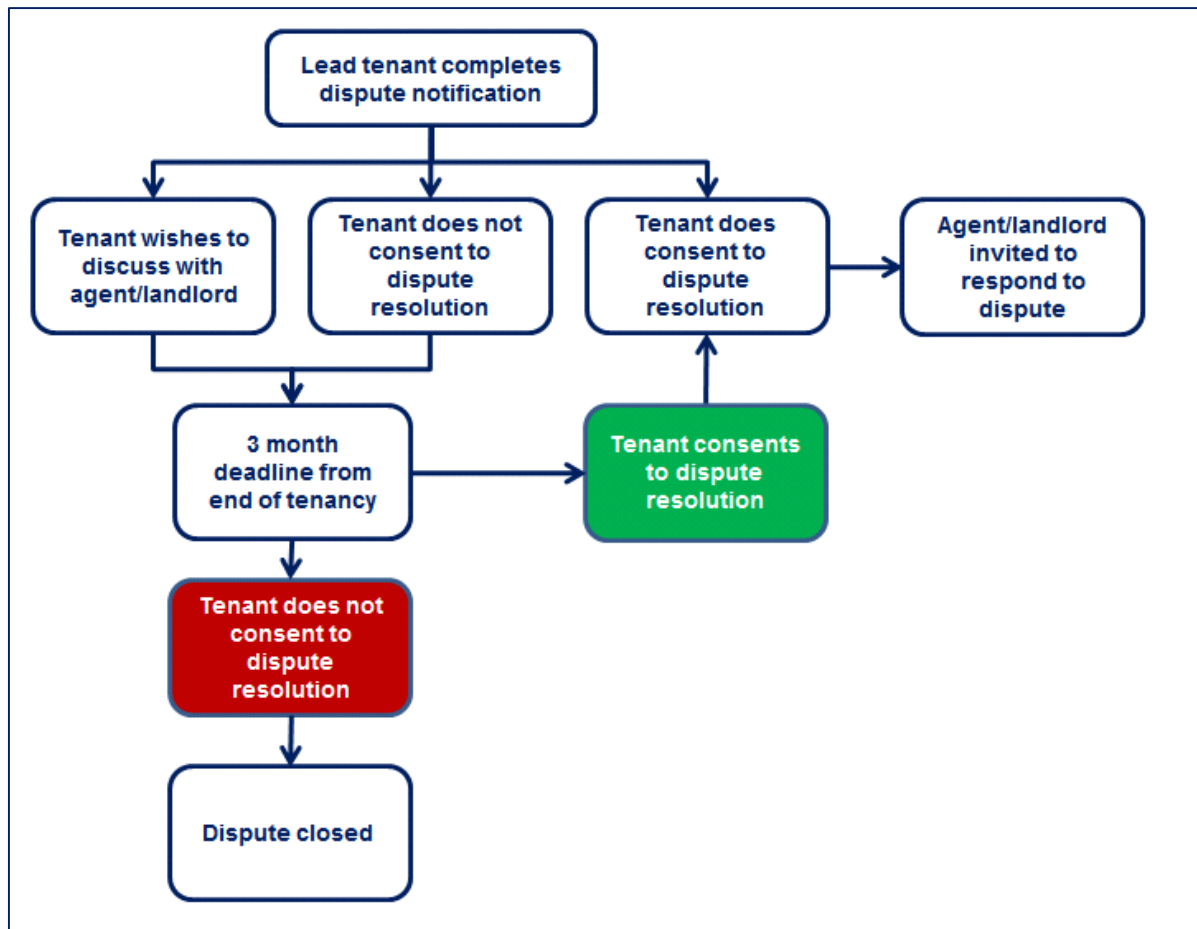 Lead tenant completes
dispute notification
Tenant wishes to
discuss with
agent/landlord
Tenant does not
consent to
dispute
resolution
Tenant does
consent to
dispute
resolution
Agent/landlord
invited to
respond to
dispute
3 month
deadline from
end of tenancy
Tenant consents
to dispute
resolution
Tenant does not
consent to
dispute
resolution
Dispute closed